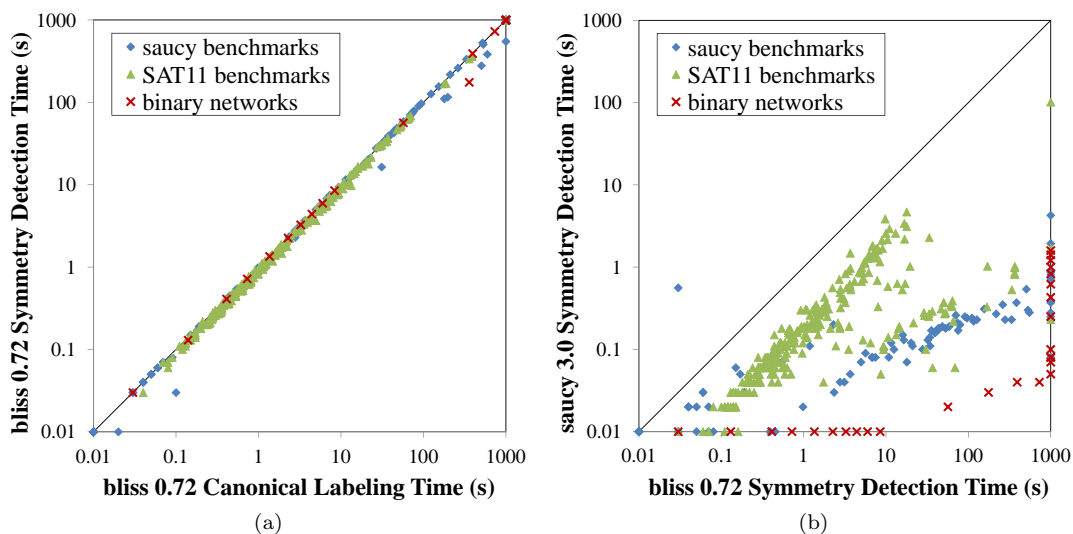 bliss 0.72 Symmetry Detection Time (s)
1000
100
10
1
0.1
0.01
saucy benchmarks
SAT11 benchmarks
binary networks
0.01 0.1 1 10 100 1000
bliss 0.72 Canonical Labeling Time (s)
(a)
saucy 3.0 Symmetry Detection Time (s)
1000
100
10
1
0.1
0.01
saucy benchmarks
SAT11 benchmarks
binary networks
0.01 0.1 1 10 100 1000
bliss 0.72 Symmetry Detection Time (s)
(b)